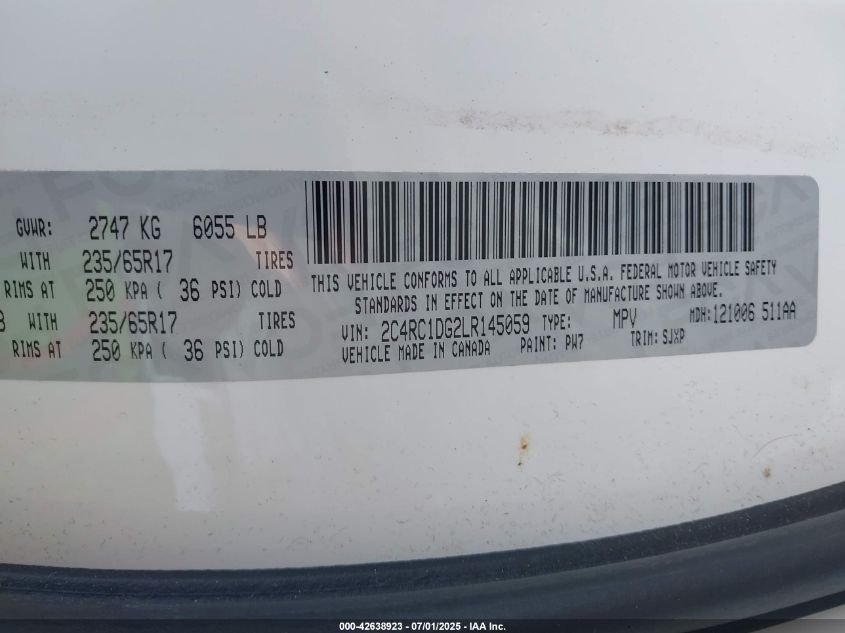 GVWR: 2747 KG 6055 LB
WITH 235/65R17 TIRES
RIMS AT 250 KPA ( 36 PSI) COLD
WITH 235/65R17 TIRES
RIMS AT 250 KPA ( 36 PSI) COLD
THIS VEHICLE CONFORMS TO ALL APPLICABLE U.S.A. FEDERAL MOTOR VEHICLE SAFETY
STANDARDS IN EFFECT ON THE DATE OF MANUFACTURE SHOWN ABOVE.
VIN: 2C4RC1DG2LR145059 TYPE: MPV MDH:121006 511AA
VEHICLE MADE IN CANADA PAINT: PW7 TRIM: SJXP
000-42638923 / 07/01/2025 - IAA Inc.